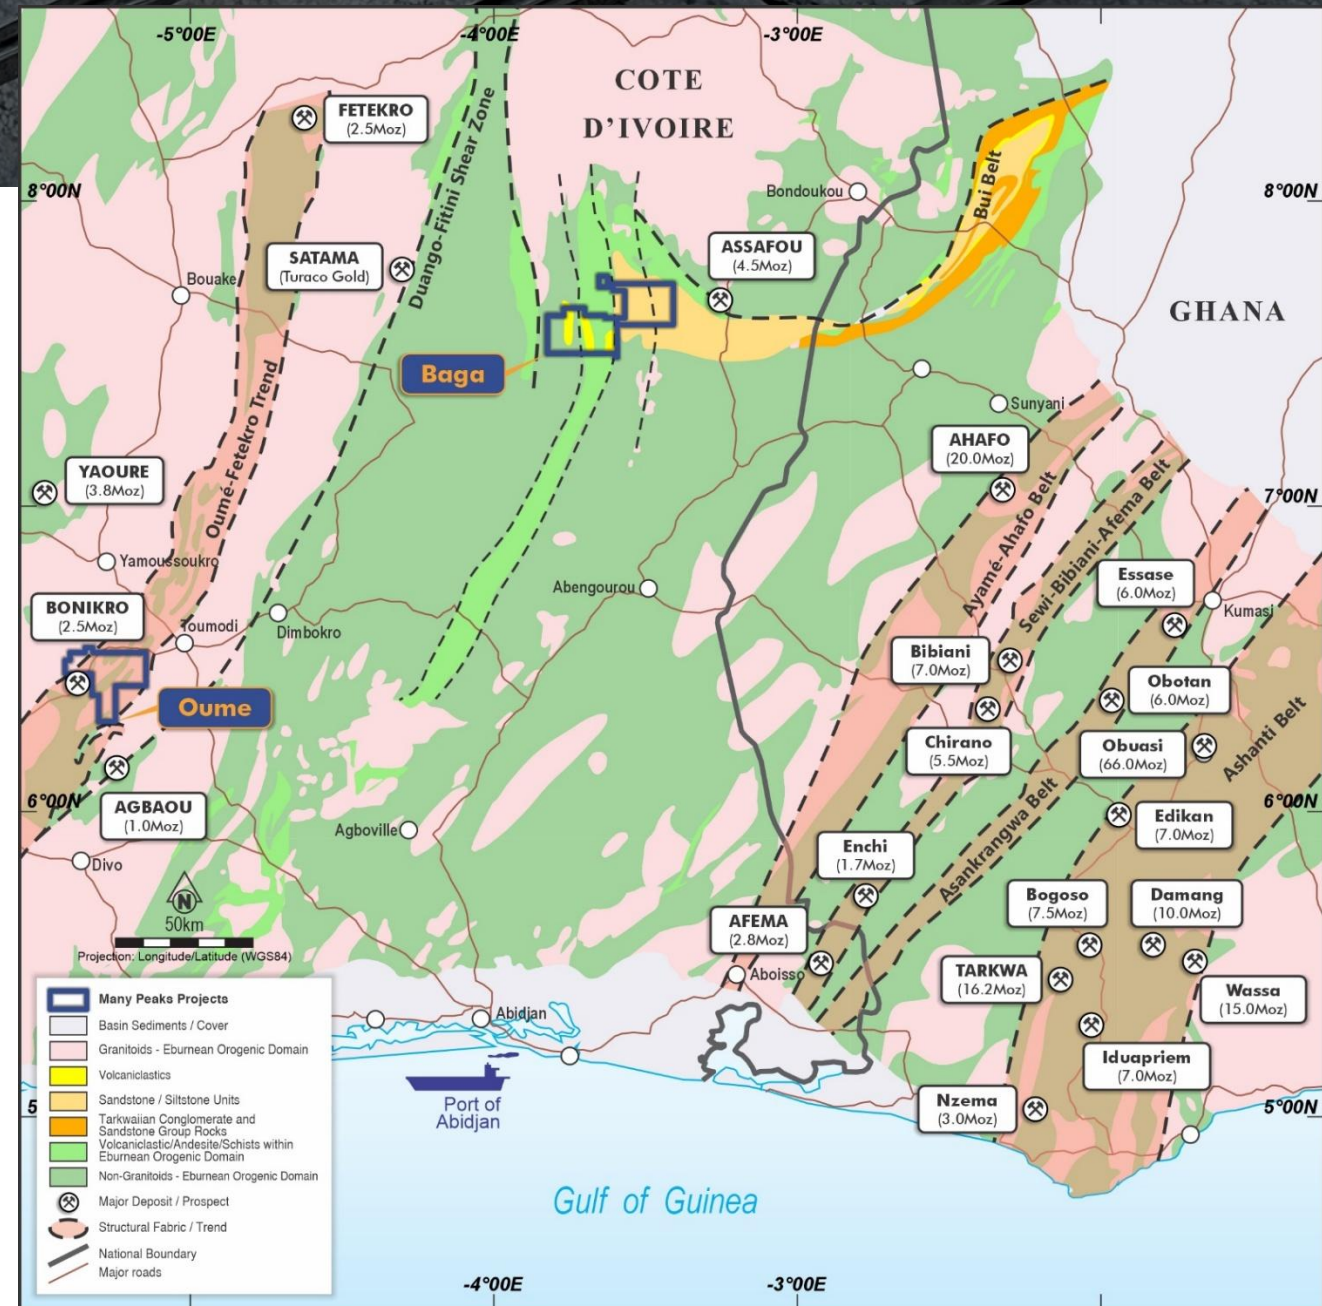 -5°00E
-4°00E
-3°00E
COTE
D'IVOIRE
FETEKRO
(2.5Moz)
Duango-Fitini Shear Zone
Bui Belt
8°00N
8°00N
Bondoukou
SATAMA
(Turaco Gold)
ASSAFOU
(4.5Moz)
Bouake
GHANA
Baga
Sunyani
Oumé-Fetekro Trend
AHAFO
(20.0Moz)
YAOURE
(3.8Moz)
7°00N
Ayamé-Ahafo Belt
Sewi-Bibiani-Afema Belt
Yamoussoukro
Abengourou
Essase
(6.0Moz)
Kumasi
BONIKRO
(2.5Moz)
Toumodi
Dimbokro
Bibiani
(7.0Moz)
Obotan
(6.0Moz)
Oume
Chirano
(5.5Moz)
Obuasi
(66.0Moz)
Ashanti Belt
6°00N
6°00N
AGBAOU
(1.0Moz)
Agboville
Edikan
(7.0Moz)
Divo
Enchi
(1.7Moz)
Asankrangwa Belt
N
50km
Projection: Longitude/Latitude (WGS84)
AFEMA
(2.8Moz)
Bogoso
(7.5Moz)
Damang
(10.0Moz)
Aboisso
TARKWA
(16.2Moz)
Wassa
(15.0Moz)
Abidjan
Iduapriem
(7.0Moz)
Port of
Abidjan
Nzema
(3.0Moz)
5
5°00N
Gulf of Guinea
Many Peaks Projects
Basin Sediments / Cover
Granitoids - Eburnean Orogenic Domain
Volcaniclastics
Sandstone / Siltstone Units
Tarkwaiian Conglomerate and
Sandstone Group Rocks
Volcaniclastic/Andesite/Schists within
Eburnean Orogenic Domain
Non-Granitoids - Eburnean Orogenic Domain
Major Deposit / Prospect
Structural Fabric / Trend
National Boundary
Major roads
-4°00E
-3°00E